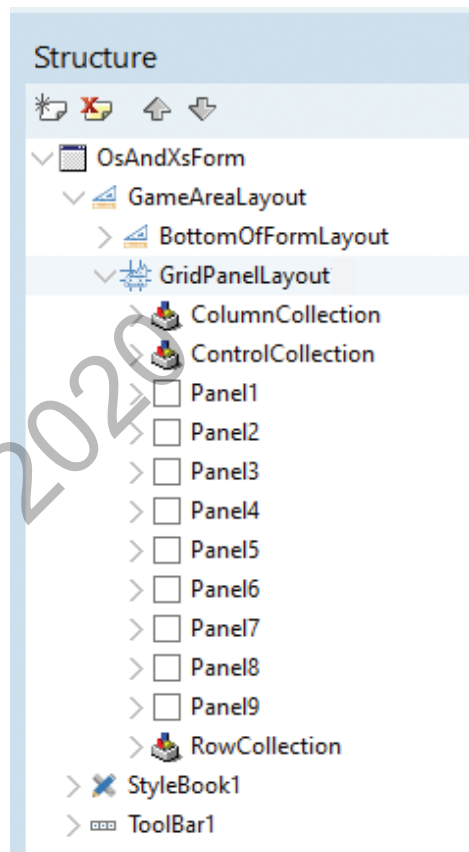 Structure
OsAndXsForm
GameAreaLayout
BottomOfFormLayout
GridPanelLayout
ColumnCollection
ControlCollection
Panel1
Panel2
Panel3
Panel4
Panel5
Panel6
Panel7
Panel8
Panel9
RowCollection
StyleBook1
ToolBar1
2020